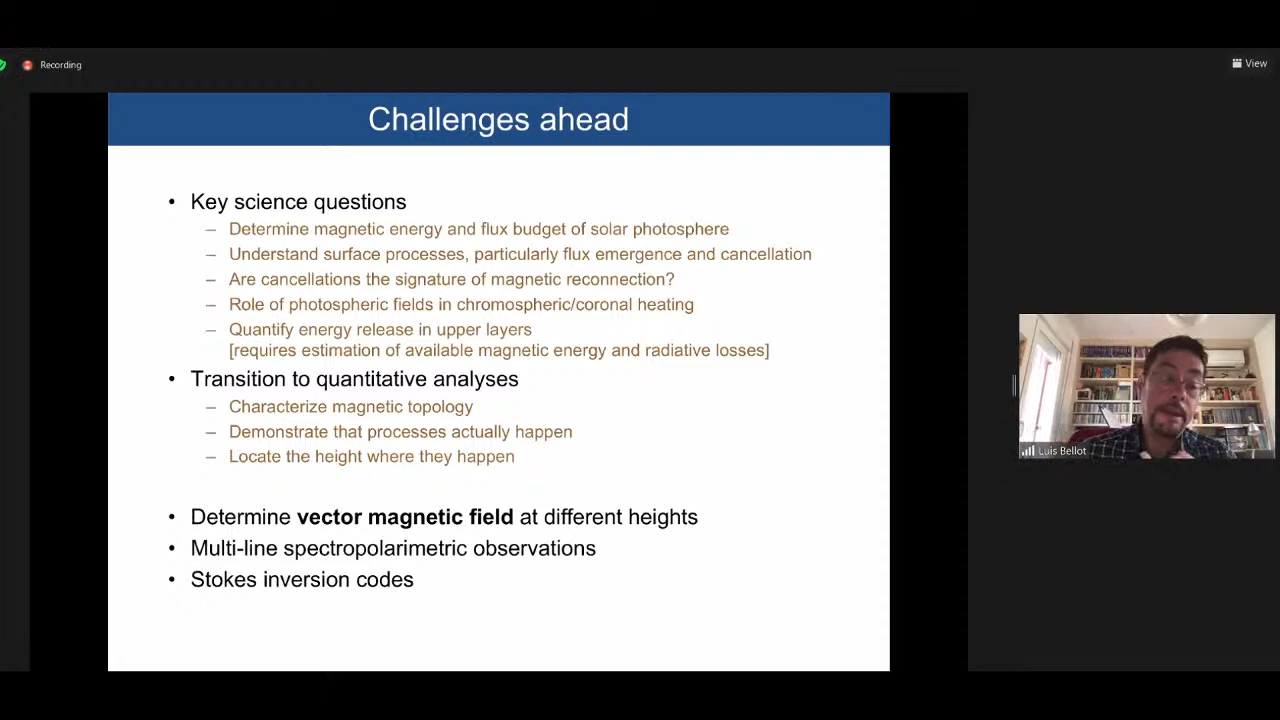 Recording
View
Challenges ahead
• Key science questions
– Determine magnetic energy and flux budget of solar photosphere
– Understand surface processes, particularly flux emergence and cancellation
– Are cancellations the signature of magnetic reconnection?
– Role of photospheric fields in chromospheric/coronal heating
– Quantify energy release in upper layers
[requires estimation of available magnetic energy and radiative losses]
• Transition to quantitative analyses
– Characterize magnetic topology
– Demonstrate that processes actually happen
– Locate the height where they happen
• Determine vector magnetic field at different heights
• Multi-line spectropolarimetric observations
• Stokes inversion codes
Luis Bellot